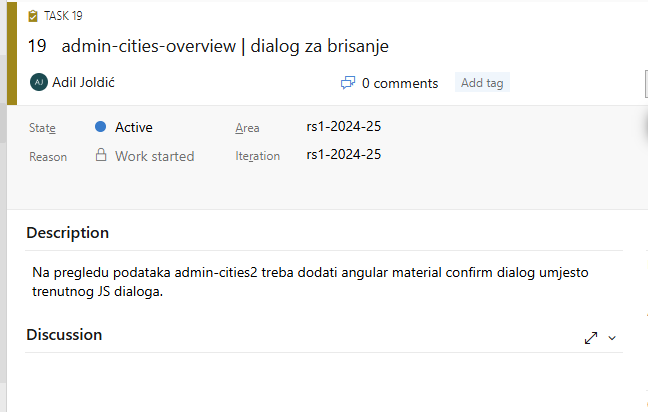 TASK 19
19 admin-cities-overview | dialog za brisanje
AJ Adil Joldić 0 comments Add tag
State Active Area rs1-2024-25
Reason Work started Iteration rs1-2024-25
Description
Na pregledu podataka admin-cities2 treba dodati angular material confirm dialog umjesto
trenutnog JS dialoga.
Discussion